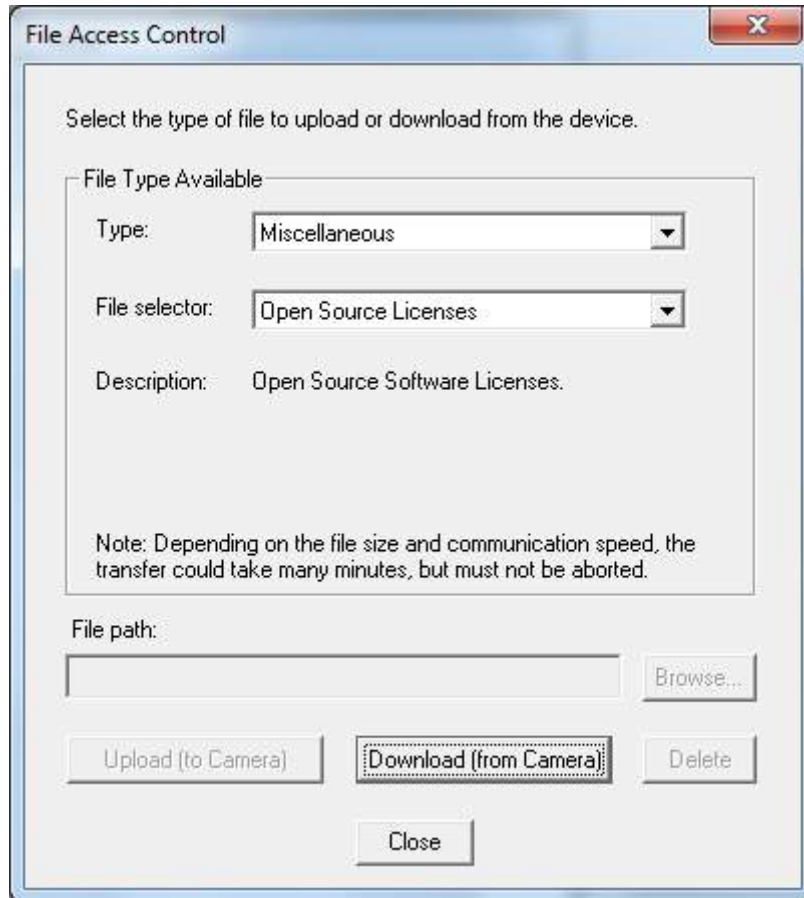 File Access Control
Select the type of file to upload or download from the device.
File Type Available
Type: Miscellaneous
File selector: Open Source Licenses
Description: Open Source Software Licenses.
Note: Depending on the file size and communication speed, the
transfer could take many minutes, but must not be aborted.
File path:
Browse...
Upload (to Camera) Download (from Camera) Delete
Close